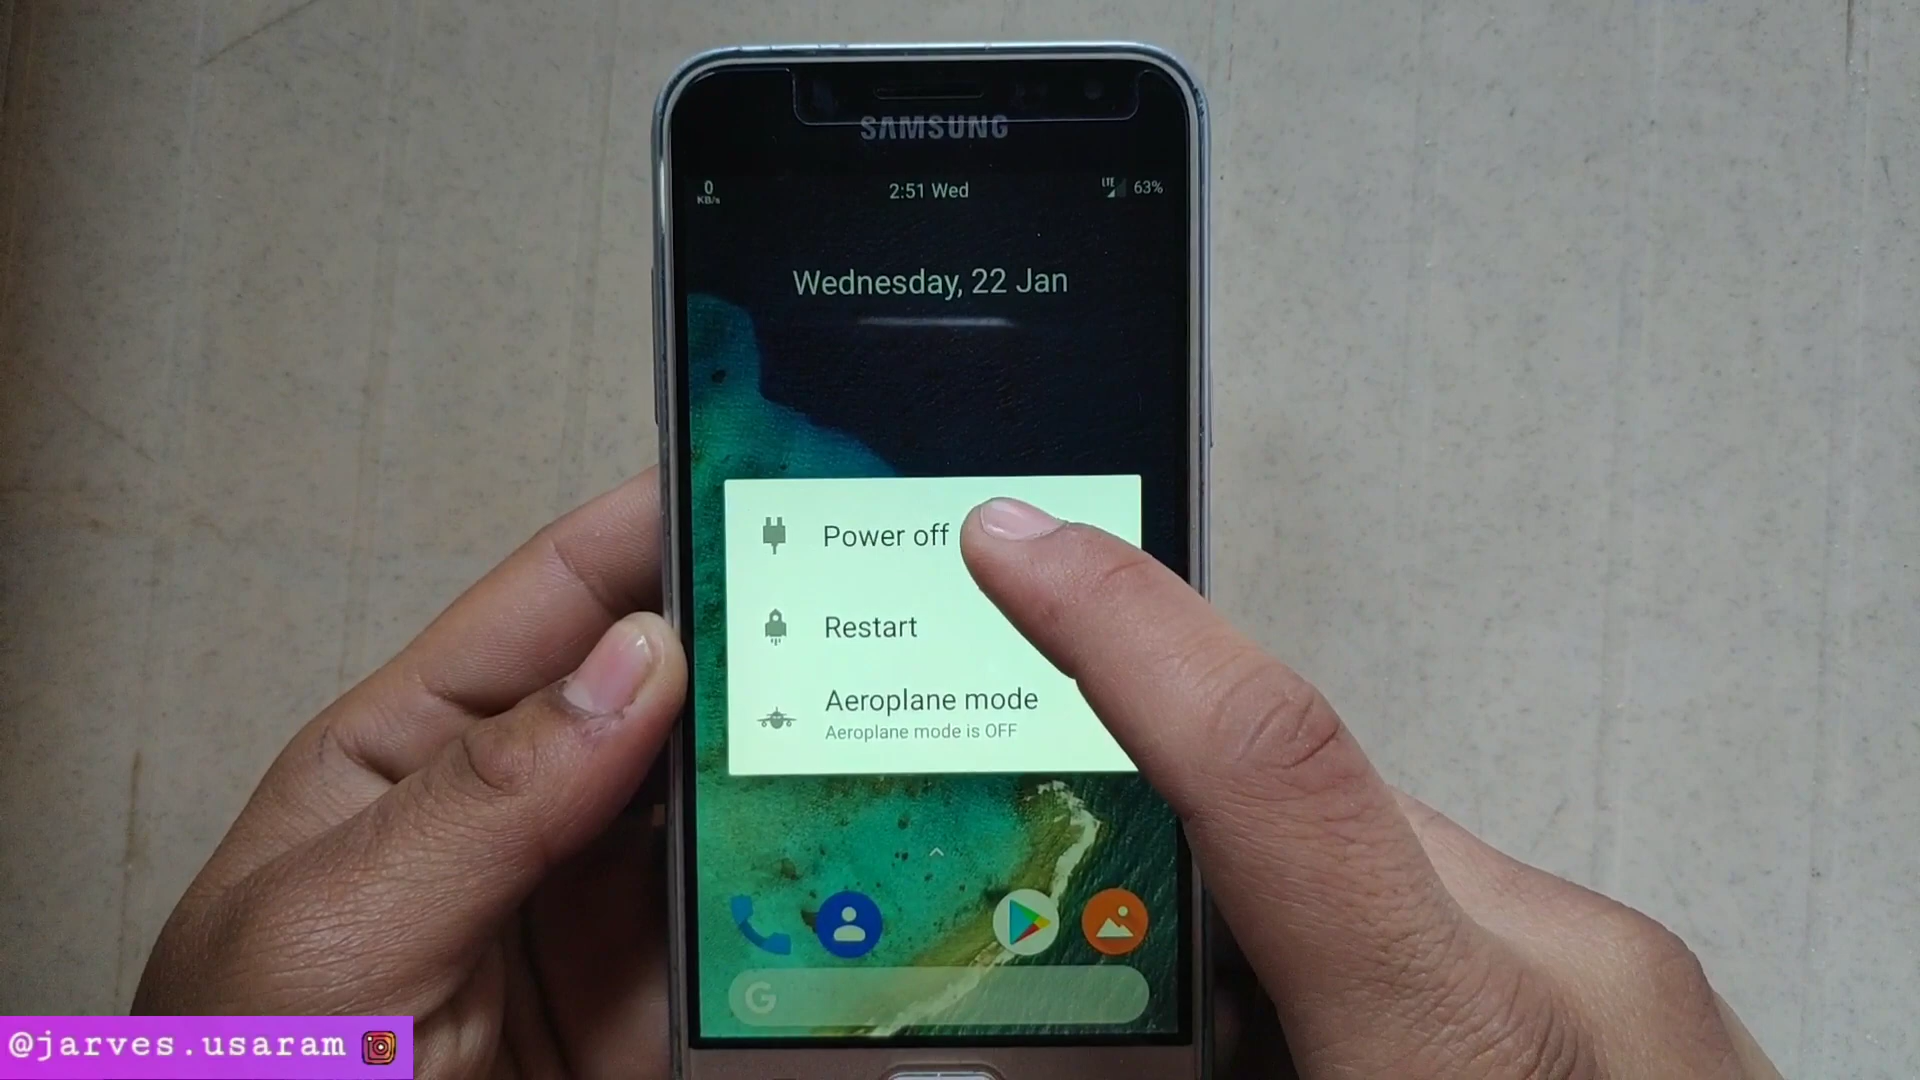 SAMSUNG
0
KB/s
2:51 Wed
LTE
63%
Wednesday, 22 Jan
Power off
Restart
Aeroplane mode
Aeroplane mode is OFF
G
@jarves.usaram